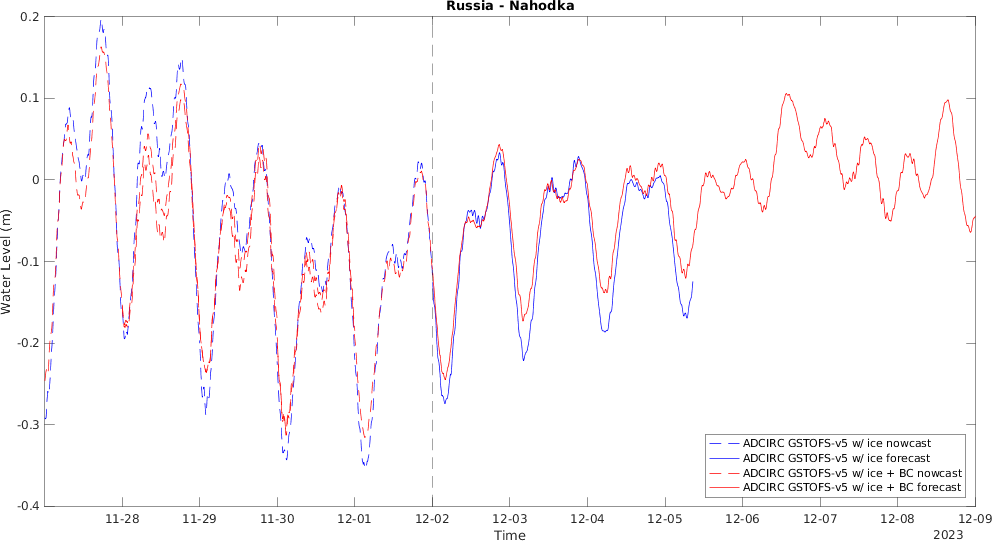 Russia - Nahodka
Water Level (m)
0.2
0.1
0
-0.1
-0.2
-0.3
-0.4
ADCIRC GSTOFS-v5 w/ ice nowcast
ADCIRC GSTOFS-v5 w/ ice forecast
ADCIRC GSTOFS-v5 w/ ice + BC nowcast
ADCIRC GSTOFS-v5 w/ ice + BC forecast
11-28 11-29 11-30 12-01 12-02 12-03 12-04 12-05 12-06 12-07 12-08 12-09
Time
2023